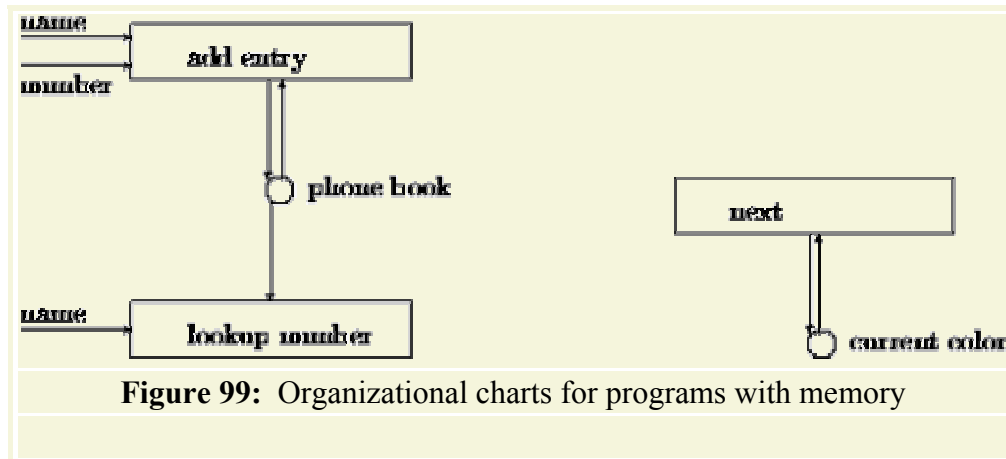 name
add entry
number
phone book
next
name
lookup number
current color
Figure 99: Organizational charts for programs with memory